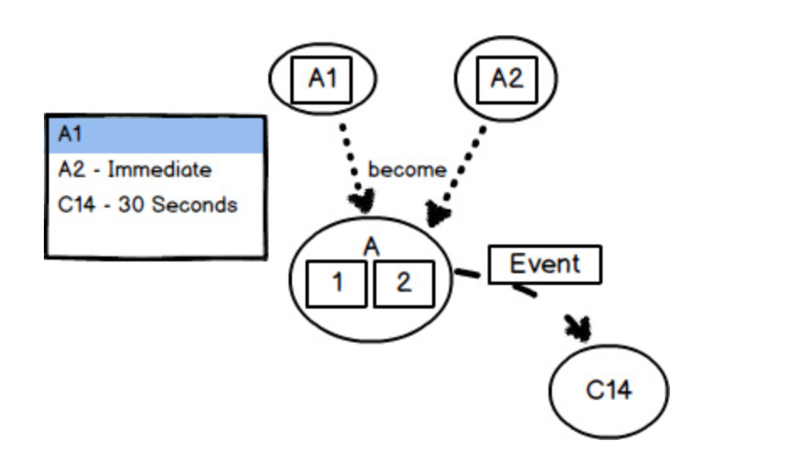 A1
A2
A1
A2 - Immediate
C14 - 30 Seconds
become
A
1
2
Event
C14